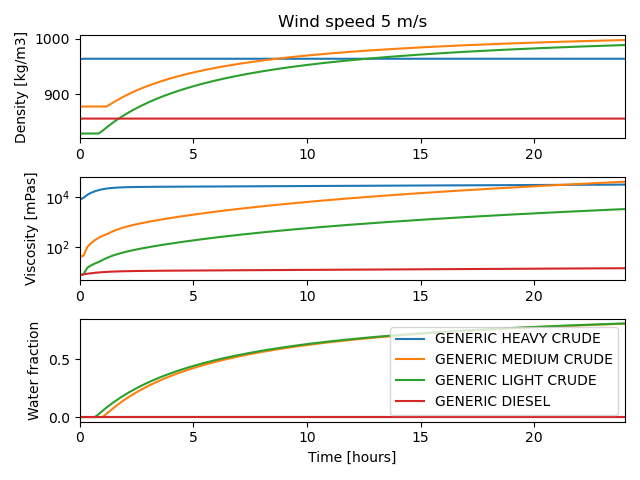 Wind speed 5 m/s
Density [kg/m3]
1000
900
0 5 10 15 20
Viscosity [mPas]
10^4
10^2
0 5 10 15 20
Water fraction
0.5
0.0
GENERIC HEAVY CRUDE
GENERIC MEDIUM CRUDE
GENERIC LIGHT CRUDE
GENERIC DIESEL
0 5 10 15 20
Time [hours]